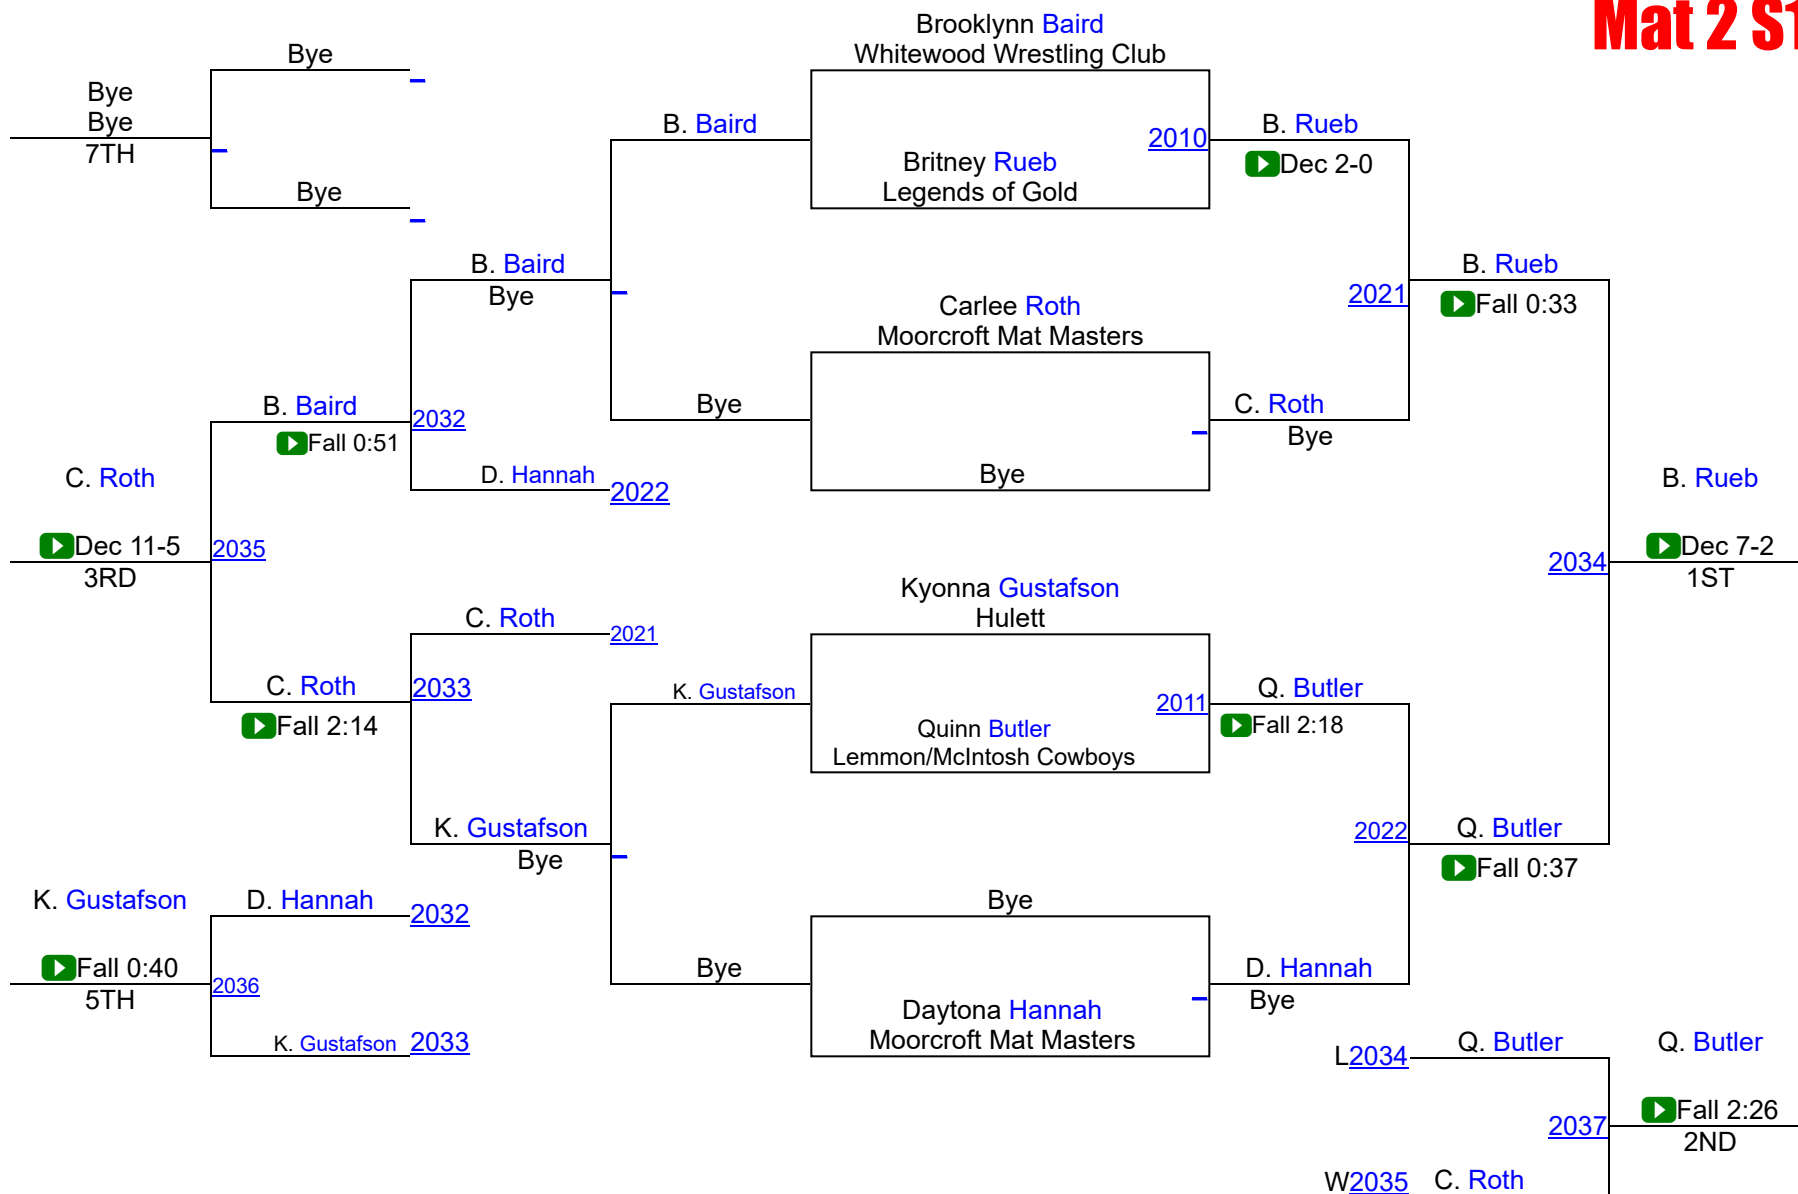 Mat 2 S1
Brooklynn Baird
Whitewood Wrestling Club
Bye
Bye
Bye
7TH
Bye
B. Baird
2010
Britney Rueb
Legends of Gold
B. Rueb
Dec 2-0
B. Baird
Bye
Carlee Roth
Moorcroft Mat Masters
2021
B. Rueb
Fall 0:33
B. Baird
Fall 0:51
2032
Bye
C. Roth
Bye
C. Roth
Dec 11-5
3RD
2035
D. Hannah
2022
Bye
B. Rueb
Dec 7-2
1ST
2034
Kyonna Gustafson
Hulett
C. Roth
2021
C. Roth
Fall 2:14
2033
K. Gustafson
2011
Quinn Butler
Lemmon/McIntosh Cowboys
Q. Butler
Fall 2:18
K. Gustafson
Bye
2022
Q. Butler
Fall 0:37
K. Gustafson
Fall 0:40
5TH
D. Hannah
2032
2036
K. Gustafson
2033
Bye
Bye
Daytona Hannah
Moorcroft Mat Masters
D. Hannah
Bye
L2034
Q. Butler
Q. Butler
Fall 2:26
2ND
2037
W2035
C. Roth